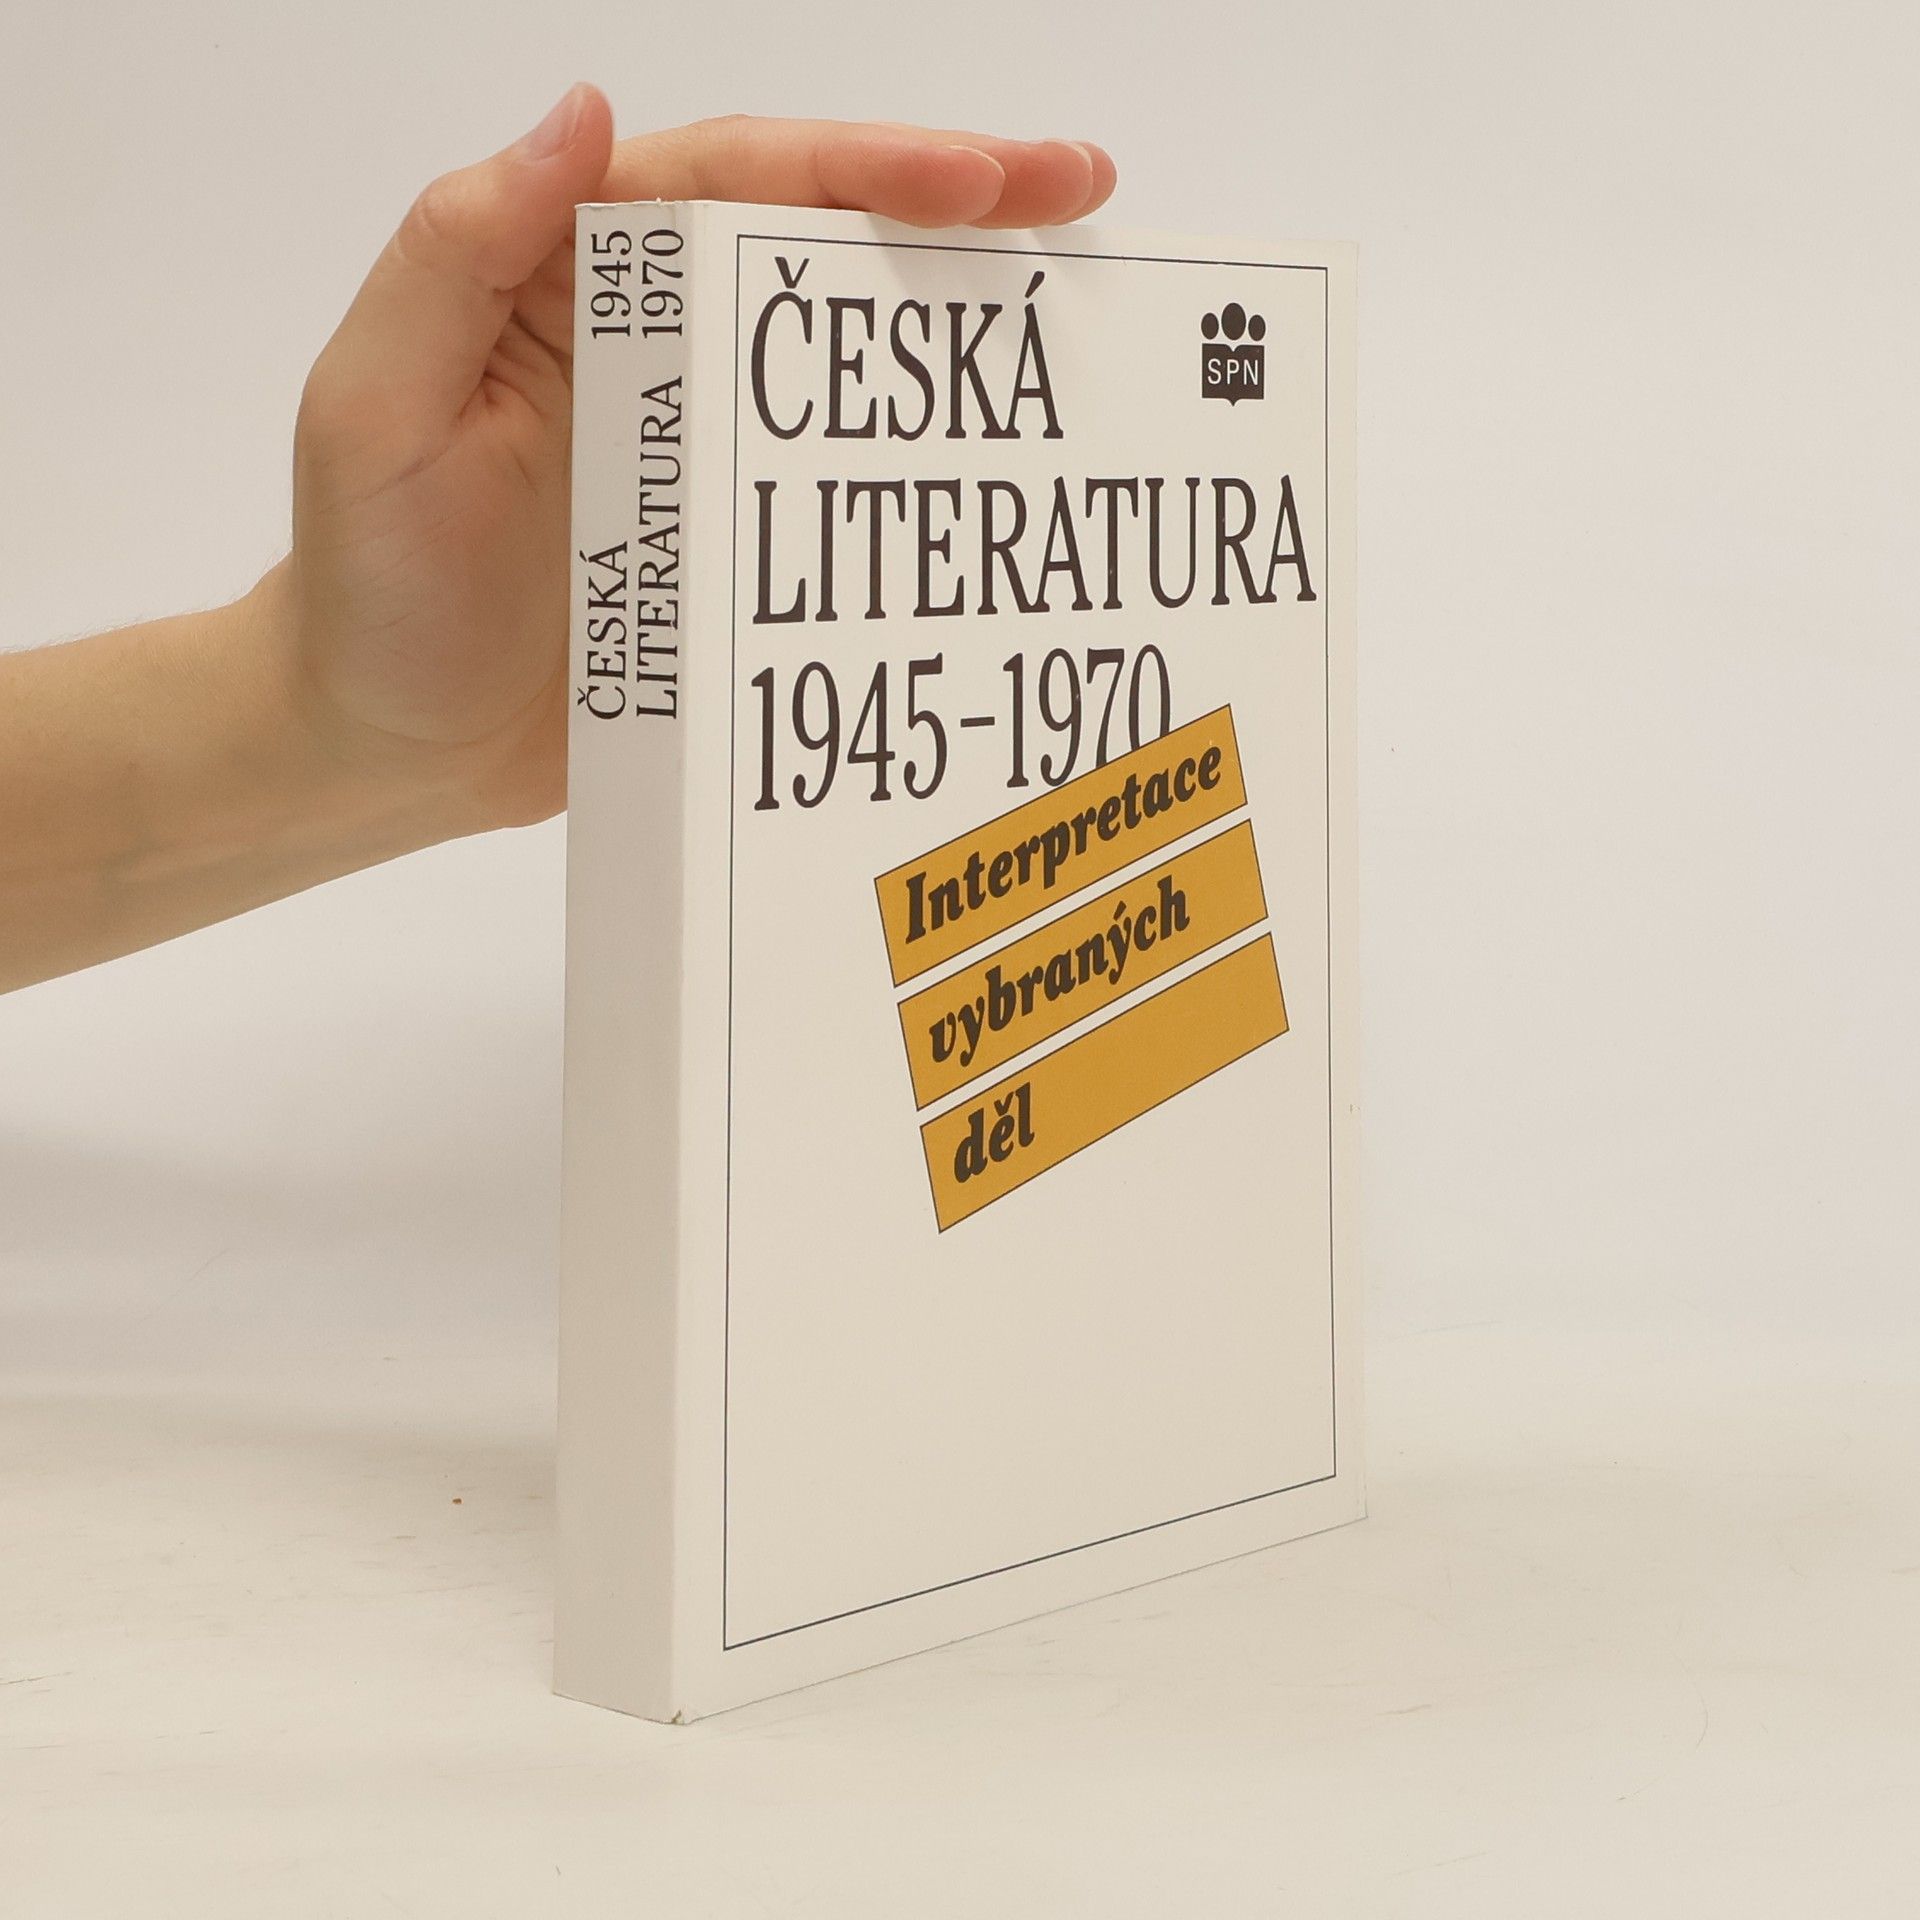 ČESKÁ 1945
LITERATURA 1970
ČESKÁ
LITERATURA
1945-1970
SPN
Interpretace
vybraných
děl